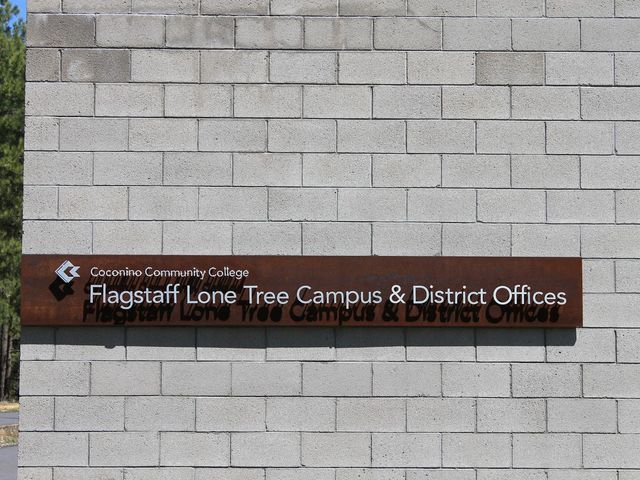 Coconino Community College
Flagstaff Lone Tree Campus & District Offices